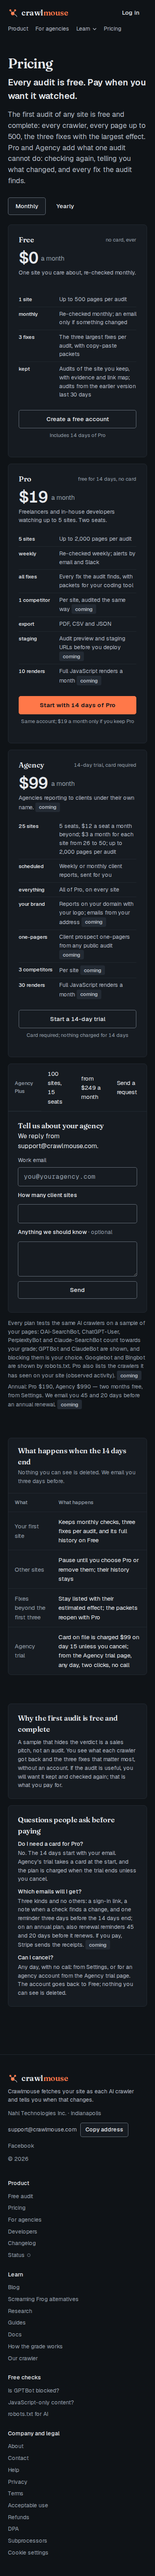 crawlmouse
Log in
Product For agencies Learn Pricing
Pricing
Every audit is free. Pay when you
want it watched.
The first audit of any site is free and
complete: every crawler, every page up to
500, the three fixes with the largest effect.
Pro and Agency add what one audit
cannot do: checking again, telling you
what changed, and every fix the audit
finds.
Monthly Yearly
Free
no card, ever
$0 a month
One site you care about, re-checked monthly.
1 site Up to 500 pages per audit
monthly Re-checked monthly; an email
only if something changed
3 fixes The three largest fixes per
audit, with copy-paste
packets
kept Audits of the site you keep,
with its evidence and link map;
audits from the earlier version
last 30 days
Create a free account
Includes 14 days of Pro
Pro
free for 14 days, no card
$19 a month
Freelancers and in-house developers
watching up to 5 sites. Two seats.
5 sites Up to 2,000 pages per audit
weekly Re-checked weekly; alerts by
email and Slack
all fixes Every fix the audit finds, with
packets for your coding tool
1 competitor Per site, audited the same
way coming
export PDF, CSV and JSON
staging Audit preview and staging
URLs before you deploy
coming
10 renders Full JavaScript renders a
month coming
Start with 14 days of Pro
Same account; $19 a month only if you keep Pro
Agency
14-day trial, card required
$99 a month
Agencies reporting to clients under their own
name. coming
25 sites 5 seats, $12 a seat a month
beyond; $3 a month for each
site from 26 to 50; up to
2,000 pages per audit
scheduled Weekly or monthly client
reports, sent for you
everything All of Pro, on every site
your brand Reports on your domain with
your logo; emails from your
address coming
one-pagers Client prospect one-pagers
from any public audit
coming
3 competitors Per site coming
30 renders Full JavaScript renders a
month coming
Start a 14-day trial
Card required; nothing charged for 14 days
Agency
Plus
100
sites,
15
seats
from
$249 a
month
Send a
request
Tell us about your agency
We reply from
support@crawlmouse.com.
Work email
you@youragency.com
How many client sites
Anything we should know optional
Send
Every plan tests the same AI crawlers on a sample of
your pages: OAI-SearchBot, ChatGPT-User,
PerplexityBot and Claude-SearchBot count towards
your grade; GPTBot and ClaudeBot are shown, and
blocking them is your choice. Googlebot and Bingbot
are shown by robots.txt. Pro also lists the crawlers it
has seen on your site (observed activity). coming
Annual: Pro $190, Agency $990 — two months free,
from Settings. We email you 45 and 20 days before
an annual renewal. coming
What happens when the 14 days
end
Nothing you can see is deleted. We email you
three days before.
What What happens
Your first
site
Keeps monthly checks, three
fixes per audit, and its full
history on Free
Other sites
Pause until you choose Pro or
remove them; their history
stays
Fixes
beyond the
first three
Stay listed with their
estimated effect; the packets
reopen with Pro
Agency
trial
Card on file is charged $99 on
day 15 unless you cancel;
from the Agency trial page,
any day, two clicks, no call
Why the first audit is free and
complete
A sample that hides the verdict is a sales
pitch, not an audit. You see what each crawler
got back and the three fixes that matter most,
without an account. If the audit is useful, you
will want it kept and checked again; that is
what you pay for.
Questions people ask before
paying
Do I need a card for Pro?
No. The 14 days start with your email.
Agency's trial takes a card at the start, and
the plan is charged when the trial ends unless
you cancel.
Which emails will I get?
Three kinds and no others: a sign-in link, a
note when a check finds a change, and one
reminder three days before the 14 days end;
on an annual plan, also renewal reminders 45
and 20 days before it renews. If you pay,
Stripe sends the receipts. coming
Can I cancel?
Any day, with no call: from Settings, or for an
agency account from the Agency trial page.
The account goes back to Free; nothing you
can see is deleted.
crawlmouse
Crawlmouse fetches your site as each AI crawler
and tells you when that changes.
Nahl Technologies Inc. · Indianapolis
support@crawlmouse.com Copy address
Facebook
© 2026
Product
Free audit
Pricing
For agencies
Developers
Changelog
Status
Learn
Blog
Screaming Frog alternatives
Research
Guides
Docs
How the grade works
Our crawler
Free checks
Is GPTBot blocked?
JavaScript-only content?
robots.txt for AI
Company and legal
About
Contact
Help
Privacy
Terms
Acceptable use
Refunds
DPA
Subprocessors
Cookie settings